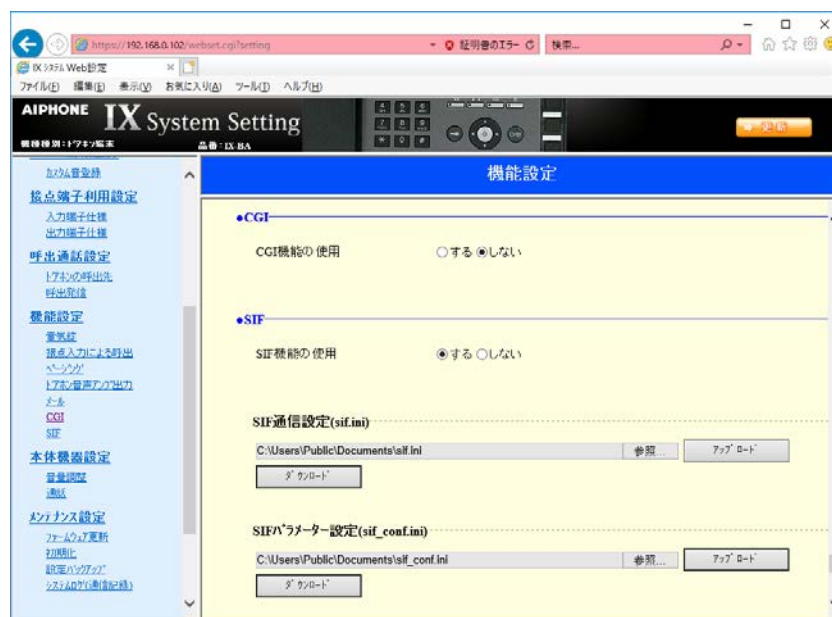 https://192.168.0.102/webset.cgi?setting
証明書のエラー
検索...
IX システム Web設定
ファイル(F) 編集(E) 表示(V) お気に入り(A) ツール(T) ヘルプ(H)
AIPHONE IX System Setting
機種種別:ドアホン端末 品番:IX-BA
更新
カスタム音登録
接点端子利用設定
入力端子仕様
出力端子仕様
呼出通話設定
ドアホンの呼出先
呼出発信
機能設定
電気錠
接点入力による呼出
ページング
ドアホン音声アンプ出力
メール
CGI
SIF
本体機器設定
音量調整
通話
メンテナンス設定
ファームウェア更新
初期化
設定バックアップ
システムログ(通信記録)
機能設定
●CGI
CGI機能の使用 する しない
●SIF
SIF機能の使用 する しない
SIF通信設定(sif.ini)
C:\Users\Public\Documents\sif.ini 参照... アップロード
ダウンロード
SIFパラメーター設定(sif_conf.ini)
C:\Users\Public\Documents\sif_conf.ini 参照... アップロード
ダウンロード